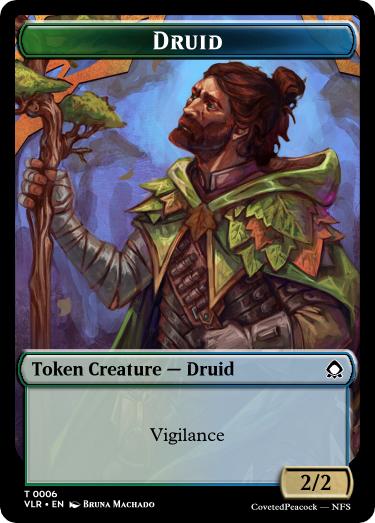 DRUID
Token Creature — Druid
Vigilance
2/2
T 0006
VLR • EN BRUNA MACHADO
CovetedPeacock — NFS